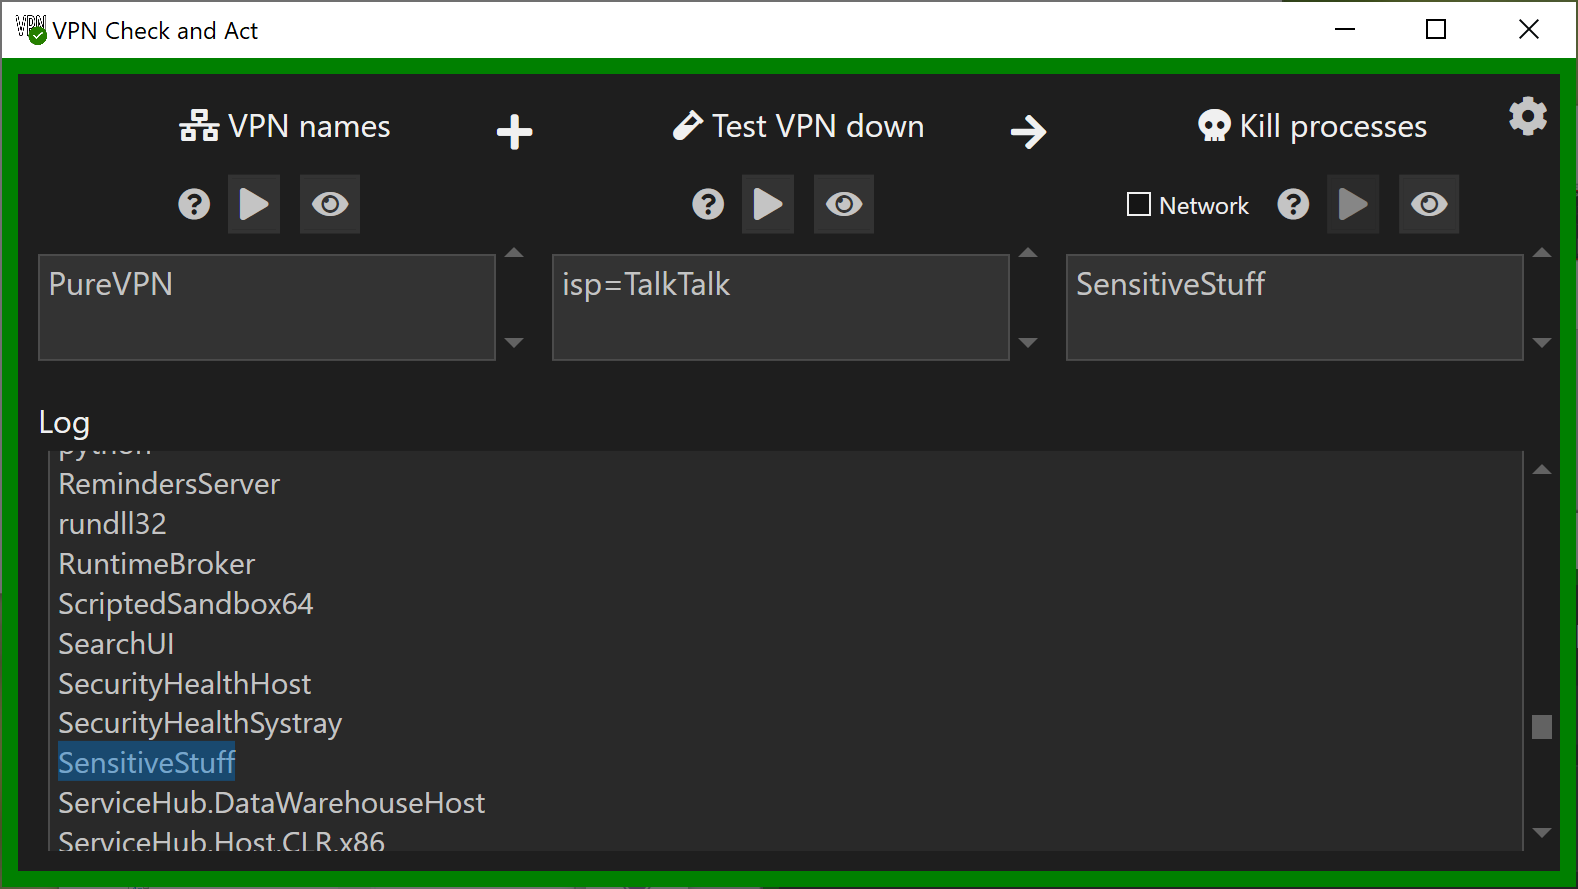 VPN Check and Act
VPN names
Test VPN down
Kill processes
Network
PureVPN
isp=TalkTalk
SensitiveStuff
Log
python
RemindersServer
rundll32
RuntimeBroker
ScriptedSandbox64
SearchUI
SecurityHealthHost
SecurityHealthSystray
SensitiveStuff
ServiceHub.DataWarehouseHost
ServiceHub.Host.CLR.x86